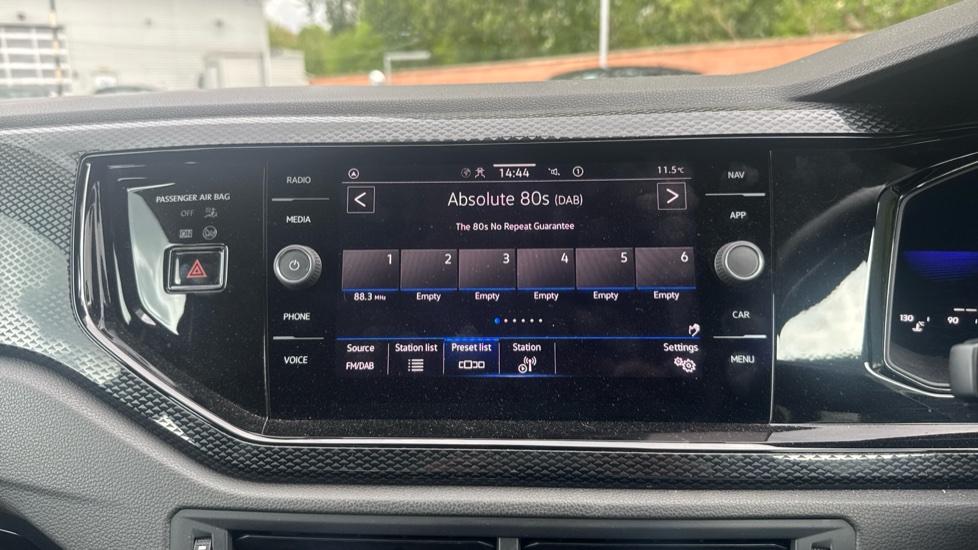 PASSENGER AIR BAG
OFF
ON
RADIO
MEDIA
PHONE
VOICE
14:44
11.5°C
Absolute 80s (DAB)
The 80s No Repeat Guarantee
1 2 3 4 5 6
88.3 MHz Empty Empty Empty Empty Empty
Source Station list Preset list Station Settings
FM/DAB
NAV
APP
CAR
MENU
130 90